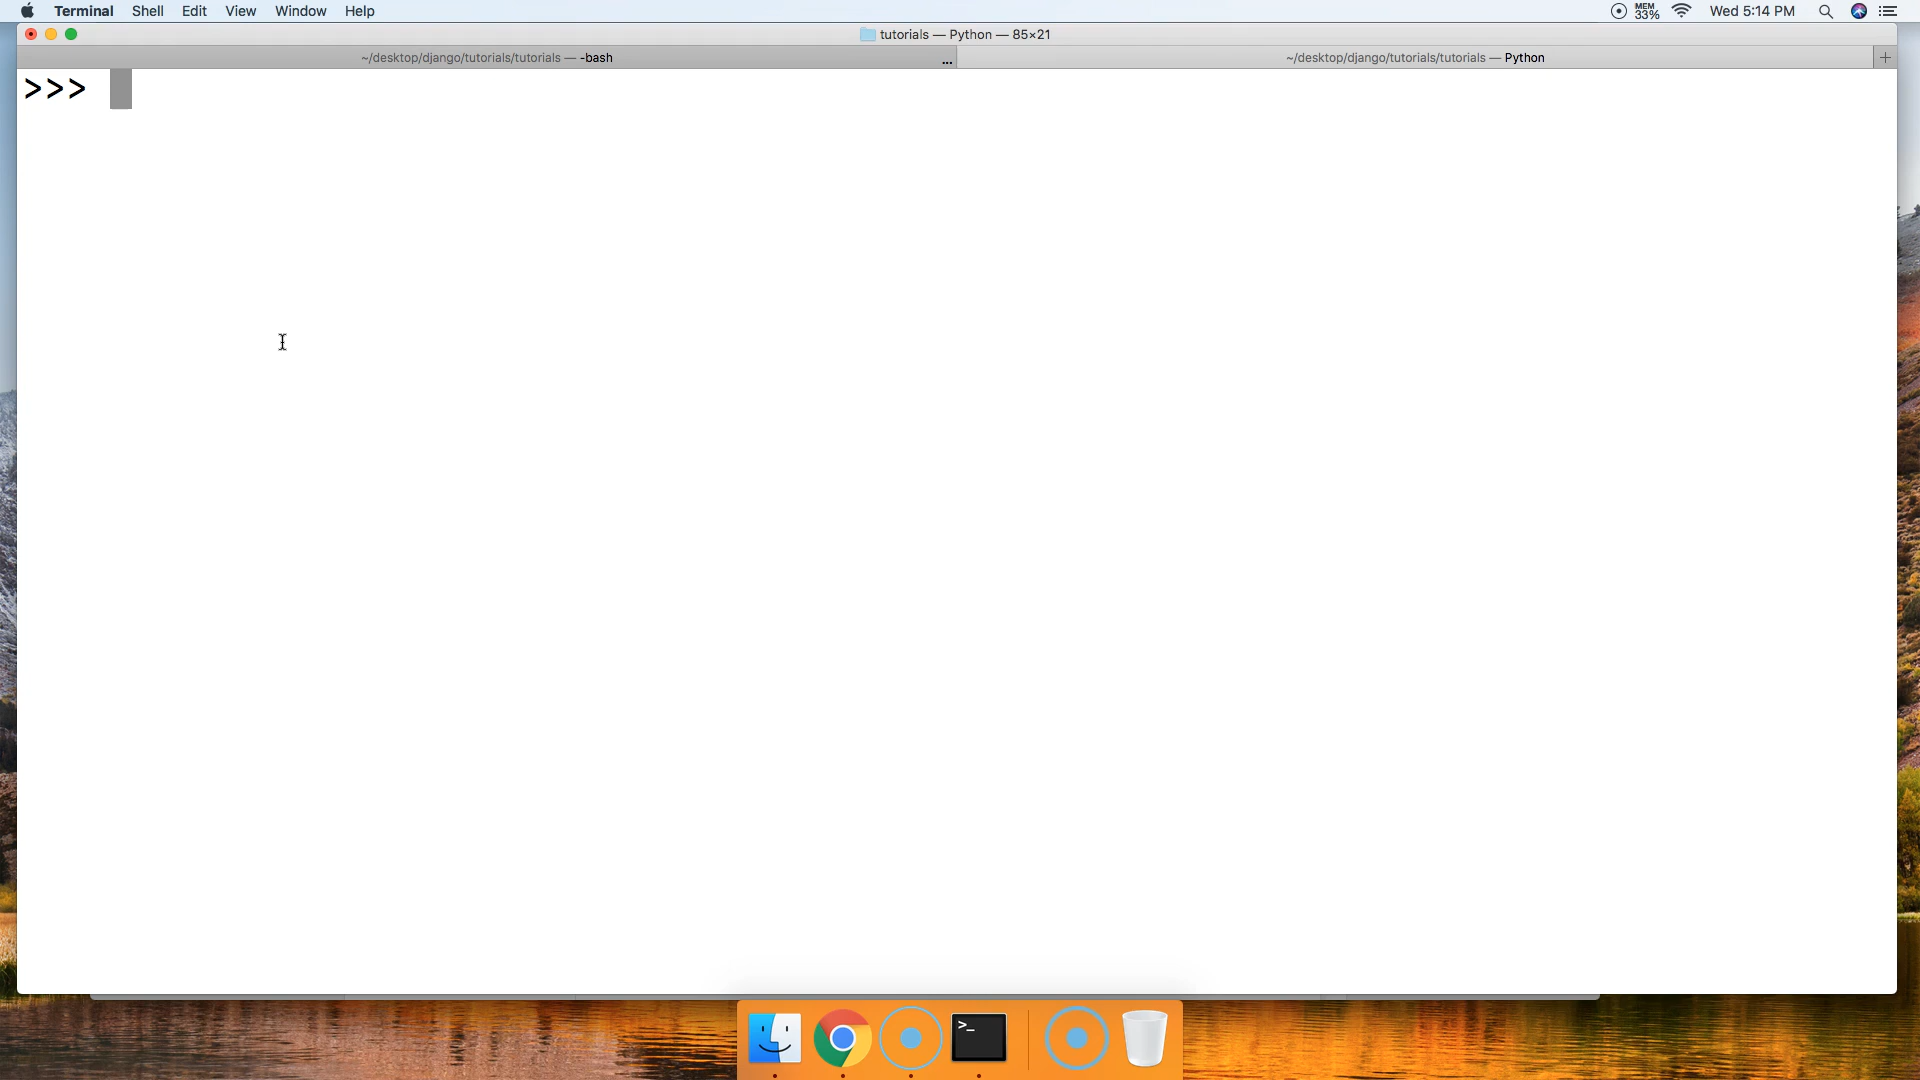 Terminal Shell Edit View Window Help MEM 33% Wed 5:14 PM
tutorials — Python — 85×21
~/desktop/django/tutorials/tutorials — -bash ... ~/desktop/django/tutorials/tutorials — Python +
>>>
>_